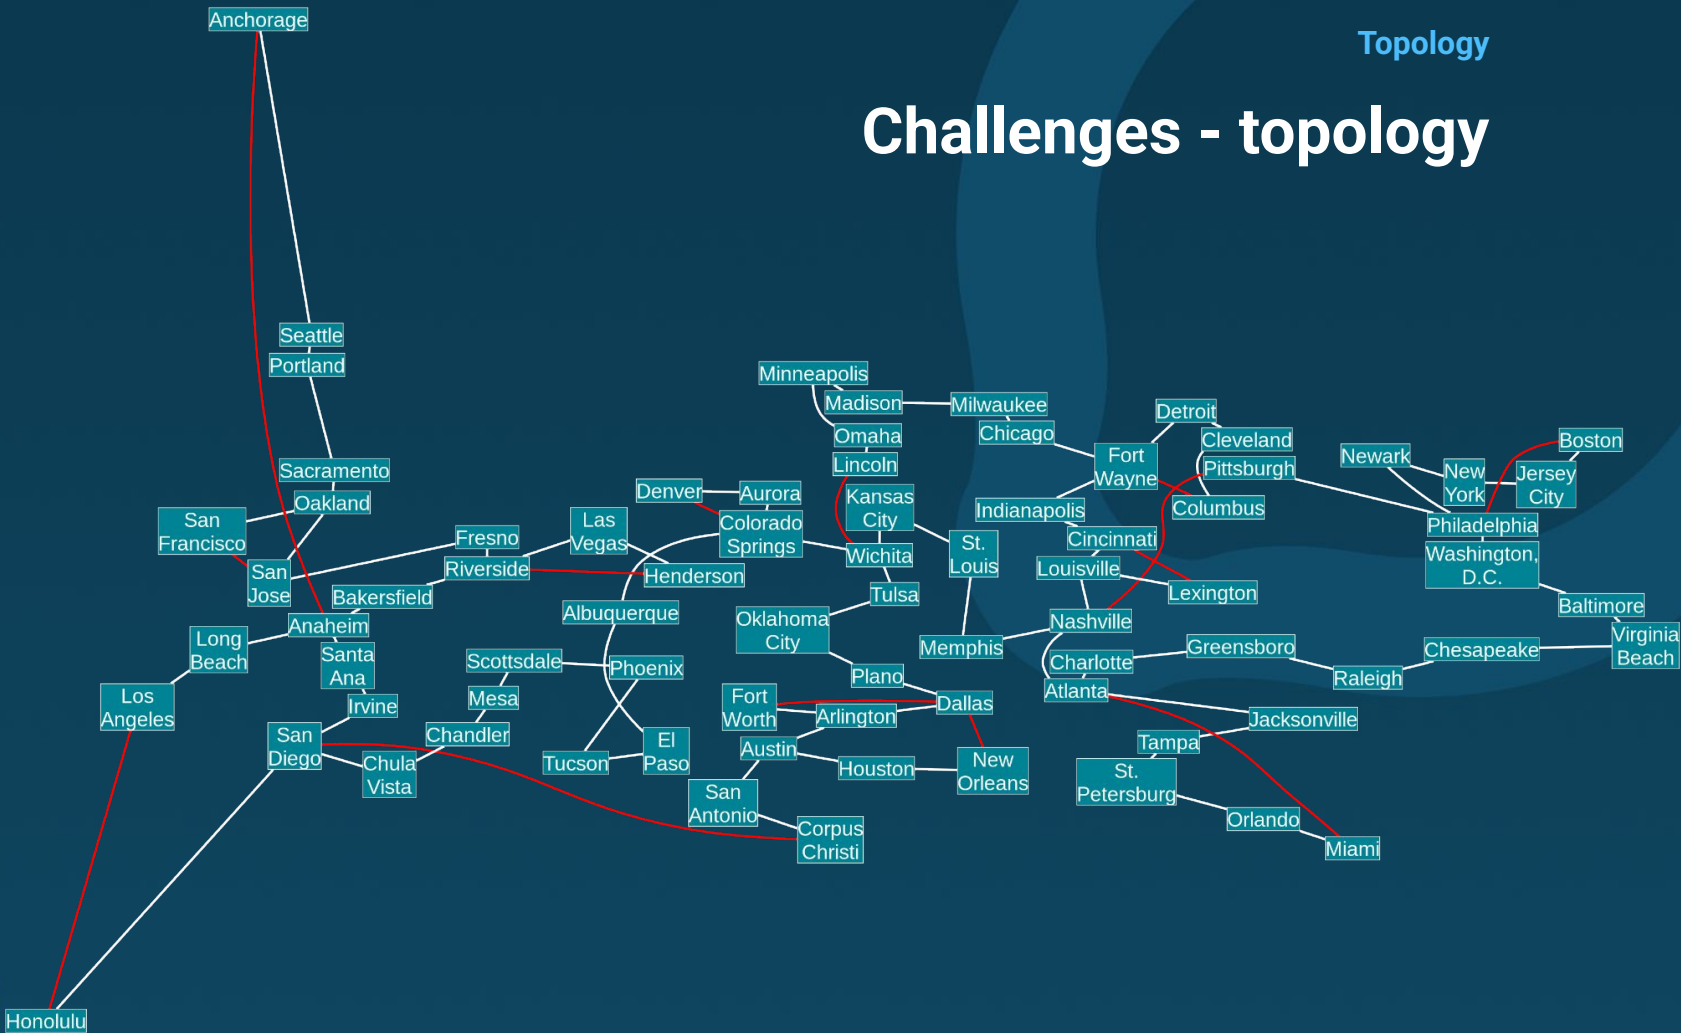 Topology
Challenges - topology
Anchorage
Seattle
Portland
Sacramento
Oakland
San
Francisco
San
Jose
Fresno
Riverside
Bakersfield
Anaheim
Long
Beach
Los
Angeles
Santa
Ana
Irvine
San
Diego
Chula
Vista
Honolulu
Las
Vegas
Henderson
Albuquerque
Scottsdale
Phoenix
Mesa
Chandler
Tucson
El
Paso
Denver
Aurora
Colorado
Springs
Minneapolis
Madison
Omaha
Lincoln
Kansas
City
Wichita
Tulsa
Oklahoma
City
Plano
Fort
Worth
Arlington
Dallas
Austin
Houston
New
Orleans
San
Antonio
Corpus
Christi
Milwaukee
Chicago
St.
Louis
Memphis
Fort
Wayne
Indianapolis
Cincinnati
Louisville
Lexington
Nashville
Charlotte
Atlanta
Detroit
Cleveland
Pittsburgh
Columbus
Greensboro
Raleigh
Chesapeake
Jacksonville
Tampa
St.
Petersburg
Orlando
Miami
Newark
New
York
Jersey
City
Boston
Philadelphia
Washington,
D.C.
Baltimore
Virginia
Beach